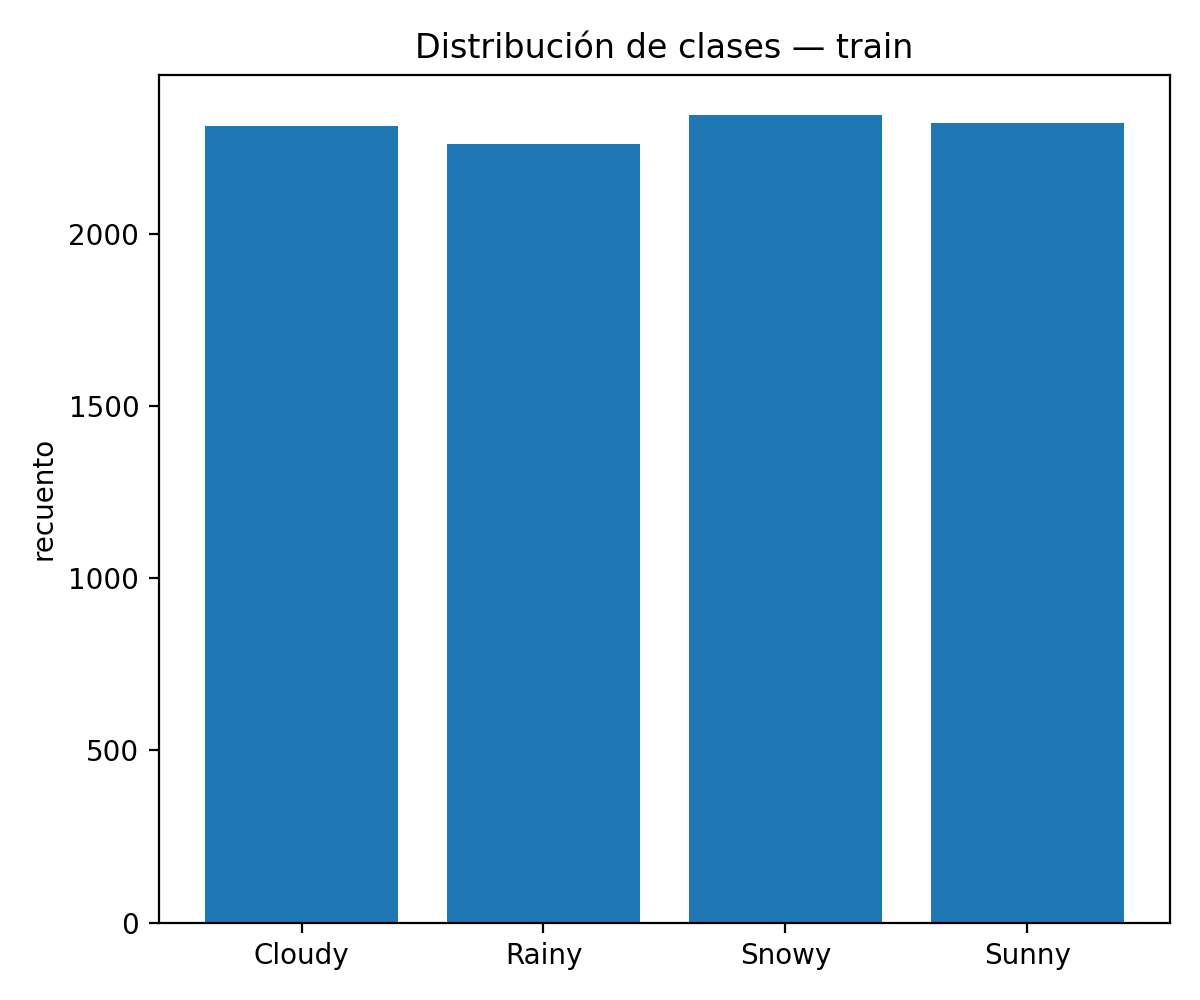 Distribución de clases — train
recuento
2000
1500
1000
500
0
Cloudy Rainy Snowy Sunny